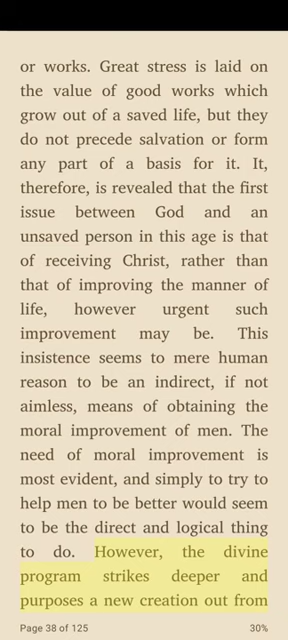 or works. Great stress is laid on
the value of good works which
grow out of a saved life, but they
do not precede salvation or form
any part of a basis for it. It,
therefore, is revealed that the first
issue between God and an
unsaved person in this age is that
of receiving Christ, rather than
that of improving the manner of
life, however urgent such
improvement may be. This
insistence seems to mere human
reason to be an indirect, if not
aimless, means of obtaining the
moral improvement of men. The
need of moral improvement is
most evident, and simply to try to
help men to be better would seem
to be the direct and logical thing
to do. However, the divine
program strikes deeper and
purposes a new creation out from
Page 38 of 125 30%